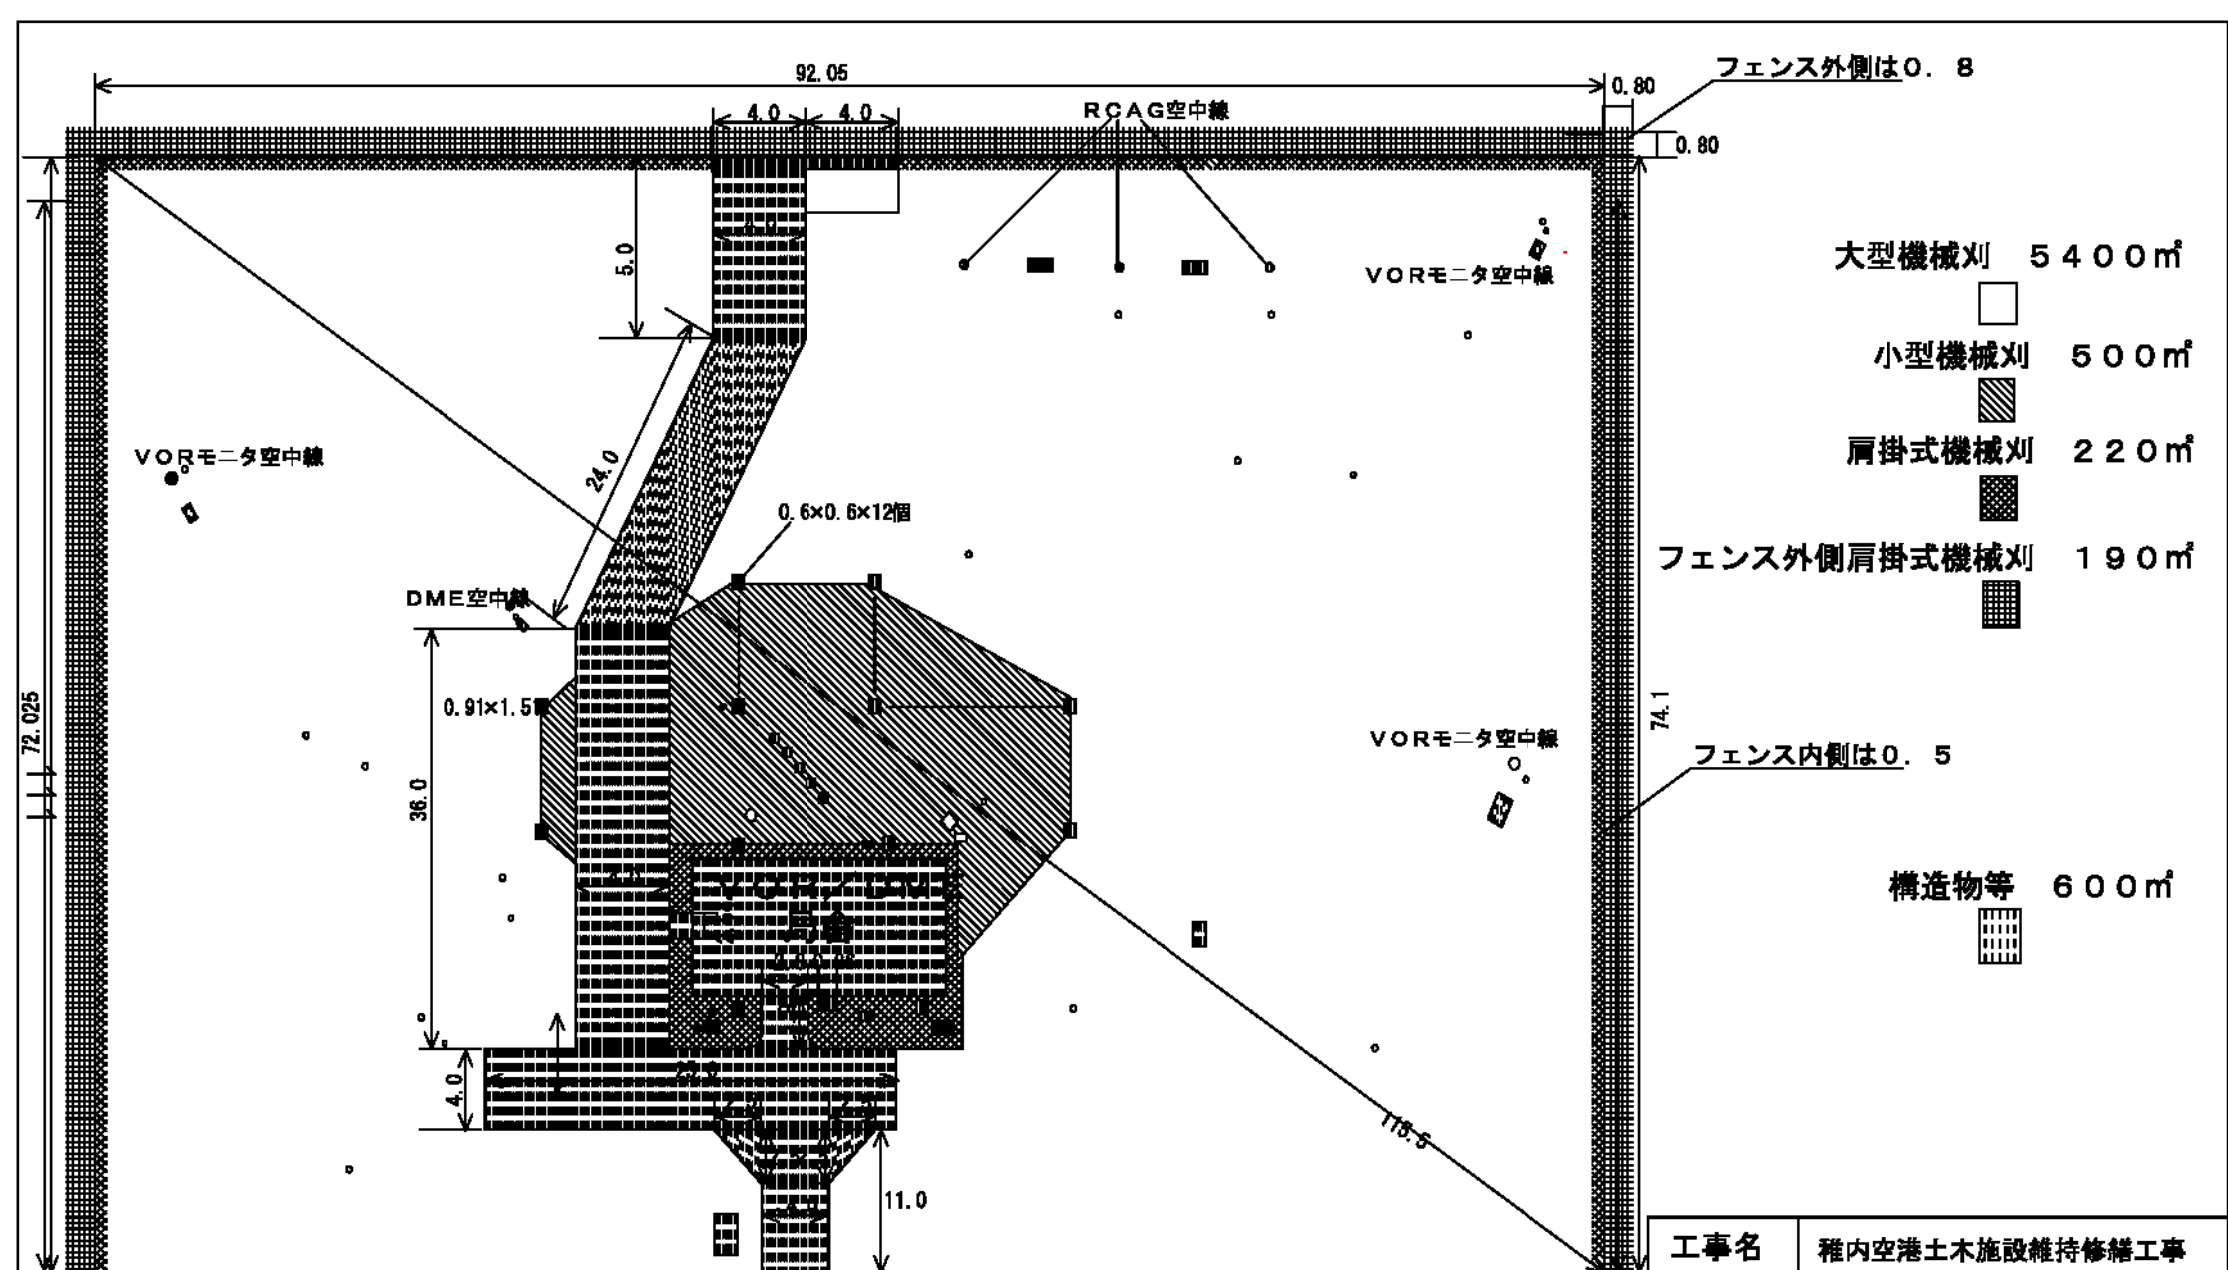 92.05
フェンス外側は0．8
0.80
4.0
4.0
RCAG空中線
0.80
VORモニタ空中線
5.0
大型機械刈　5400㎡
小型機械刈　500㎡
肩掛式機械刈　220㎡
フェンス外側肩掛式機械刈　190㎡
VORモニタ空中線
24.0
0.6×0.6×12個
DME空中線
0.91×1.51
72.025
36.0
VORモニタ空中線
74.1
フェンス内側は0．5
構造物等　600㎡
4.0
11.0
工事名
稚内空港土木施設維持修繕工事